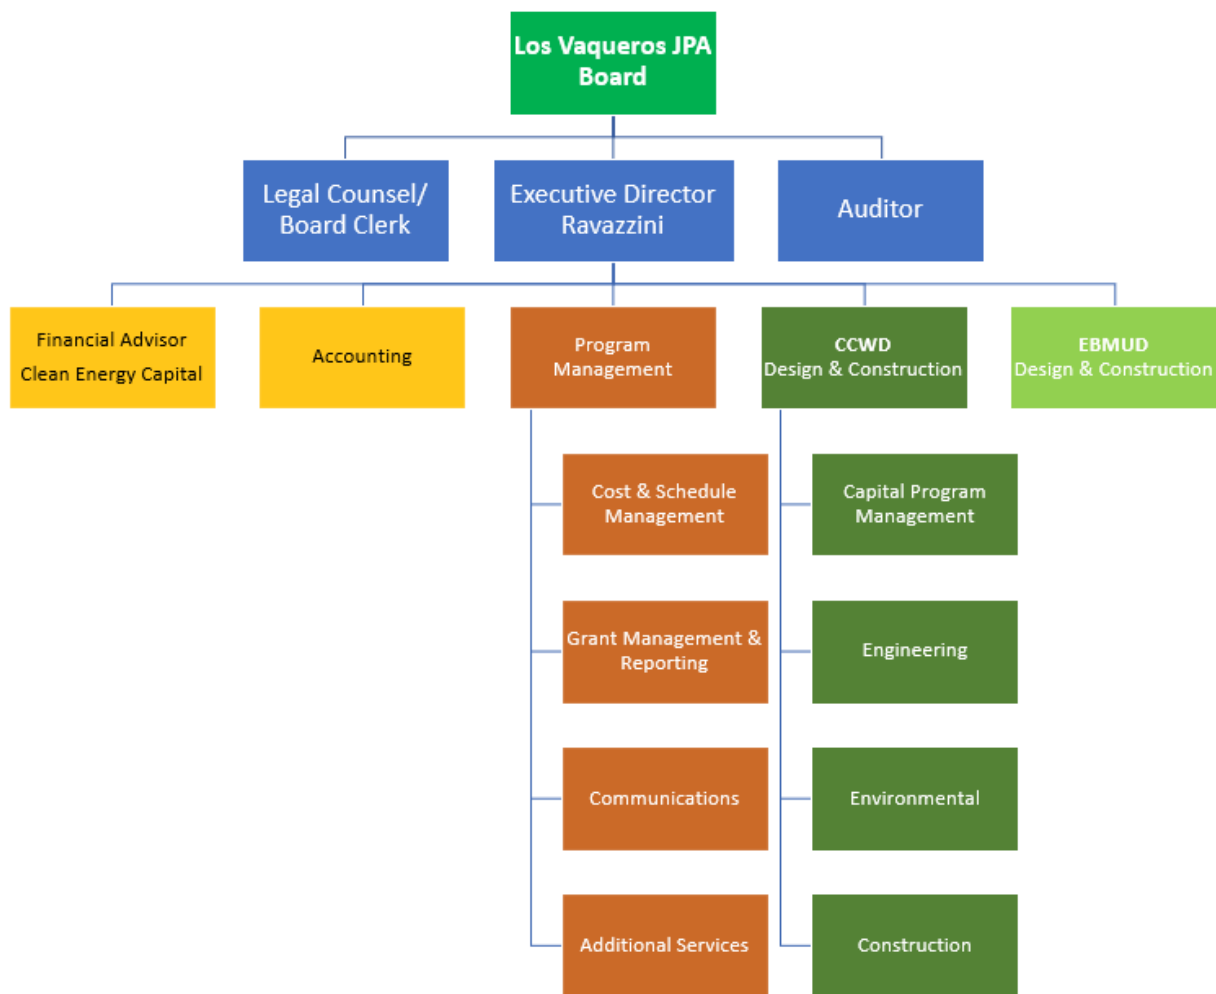 Los Vaqueros JPA
Board
Legal Counsel/
Board Clerk
Executive Director
Ravazzini
Auditor
Financial Advisor
Clean Energy Capital
Accounting
Program
Management
CCWD
Design & Construction
EBMUD
Design & Construction
Cost & Schedule
Management
Capital Program
Management
Grant Management &
Reporting
Engineering
Communications
Environmental
Additional Services
Construction